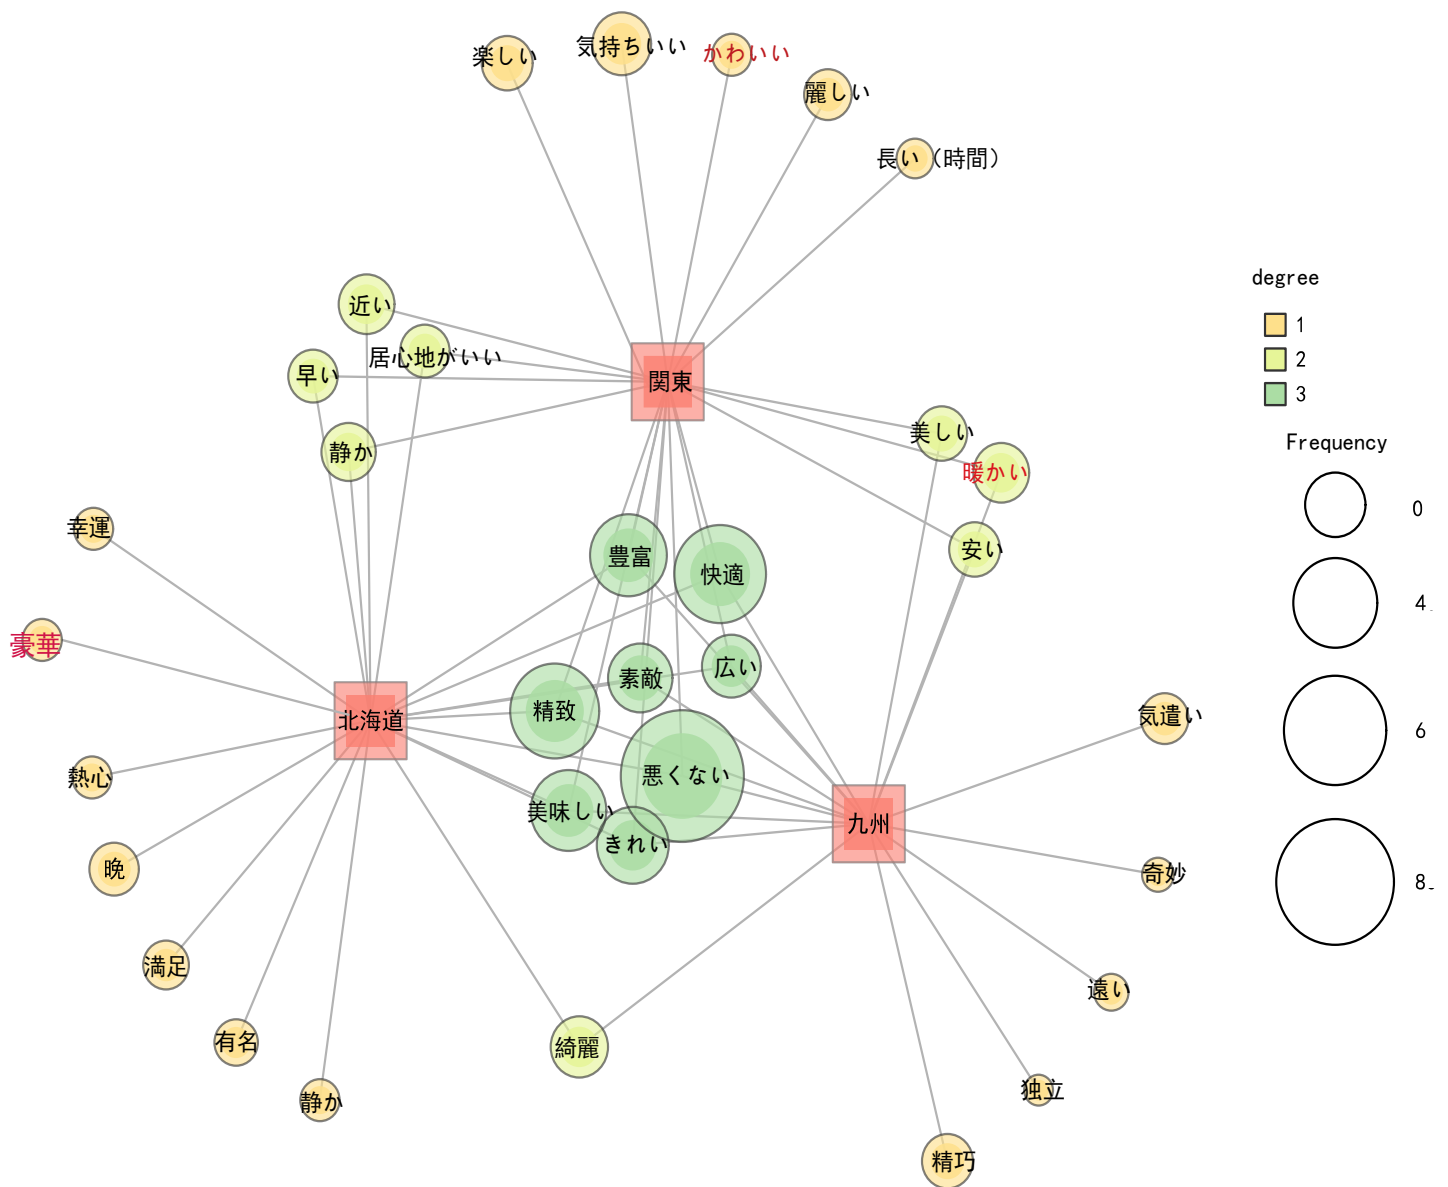 楽しい
気持ちいい
かわいい
麗しい
長い（時間）
近い
居心地がいい
早い
静か
関東
美しい
暖かい
安い
幸運
豪華
豊富
快適
素敵
広い
精致
北海道
熱心
悪くない
美味しい
きれい
九州
気遣い
奇妙
晩
満足
有名
静か
綺麗
遠い
独立
精巧
degree
1
2
3
Frequency
0
4
6
8